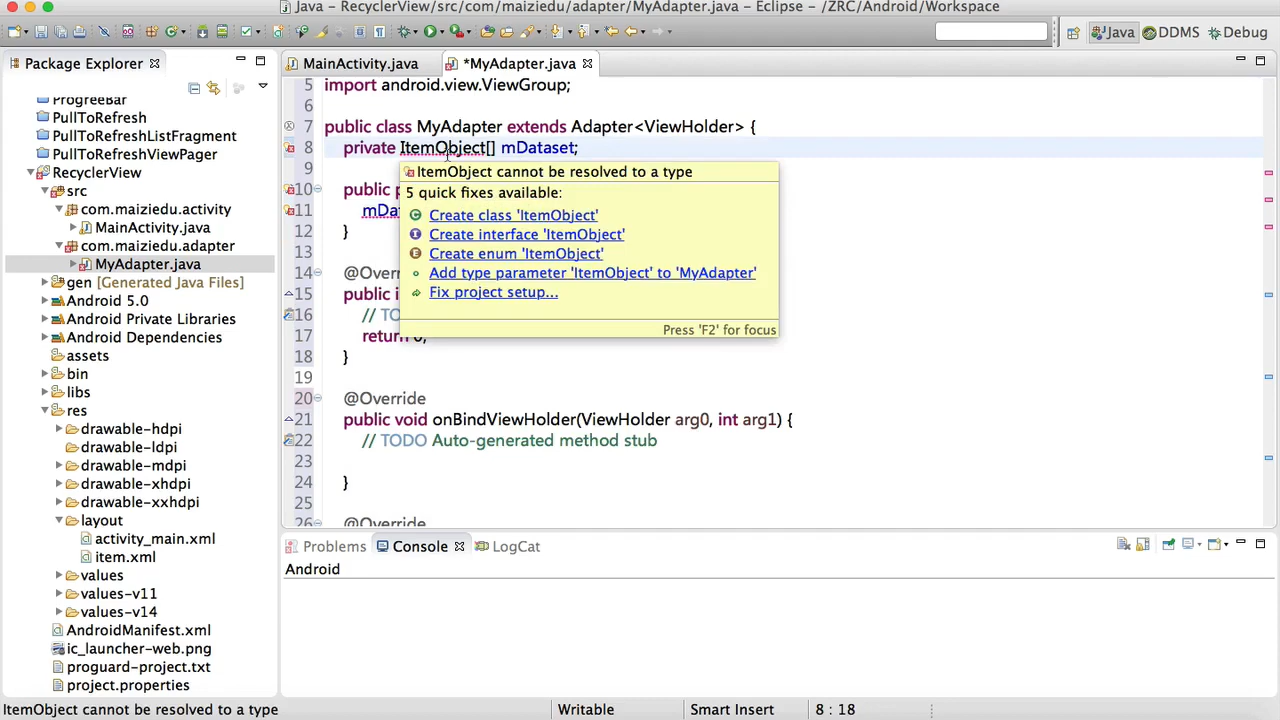 Java - RecyclerView/src/com/maiziedu/adapter/MyAdapter.java - Eclipse - /ZRC/Android/Workspace
Java
DDMS
Debug
Package Explorer
ProgreeBar
PullToRefresh
PullToRefreshListFragment
PullToRefreshViewPager
RecyclerView
src
com.maiziedu.activity
MainActivity.java
com.maiziedu.adapter
MyAdapter.java
gen [Generated Java Files]
Android 5.0
Android Private Libraries
Android Dependencies
assets
bin
libs
res
drawable-hdpi
drawable-ldpi
drawable-mdpi
drawable-xhdpi
drawable-xxhdpi
layout
activity_main.xml
item.xml
values
values-v11
values-v14
AndroidManifest.xml
ic_launcher-web.png
proguard-project.txt
project.properties
MainActivity.java
*MyAdapter.java
5 import android.view.ViewGroup;
6
7 public class MyAdapter extends Adapter<ViewHolder> {
8 private ItemObject[] mDataset;
9
10 public
11 mDat
12 }
13
14 @Overr
15 public i
16 // TO
17 return 0;
18 }
19
20 @Override
21 public void onBindViewHolder(ViewHolder arg0, int arg1) {
22 // TODO Auto-generated method stub
23
24 }
25
26 @Override
ItemObject cannot be resolved to a type
5 quick fixes available:
Create class 'ItemObject'
Create interface 'ItemObject'
Create enum 'ItemObject'
Add type parameter 'ItemObject' to 'MyAdapter'
Fix project setup...
Press 'F2' for focus
Problems
Console
LogCat
Android
ItemObject cannot be resolved to a type
Writable
Smart Insert
8 : 18